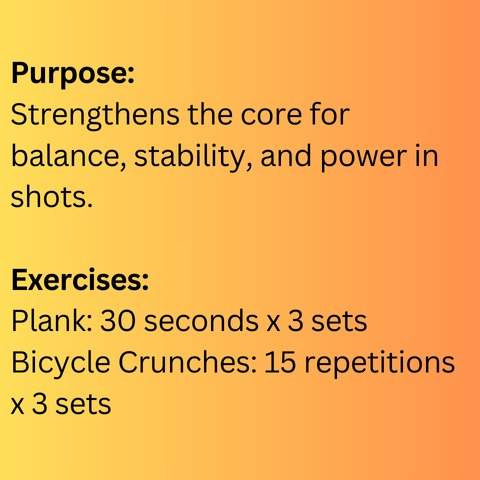 Purpose:
Strengthens the core for
balance, stability, and power in
shots.
Exercises:
Plank: 30 seconds x 3 sets
Bicycle Crunches: 15 repetitions
x 3 sets